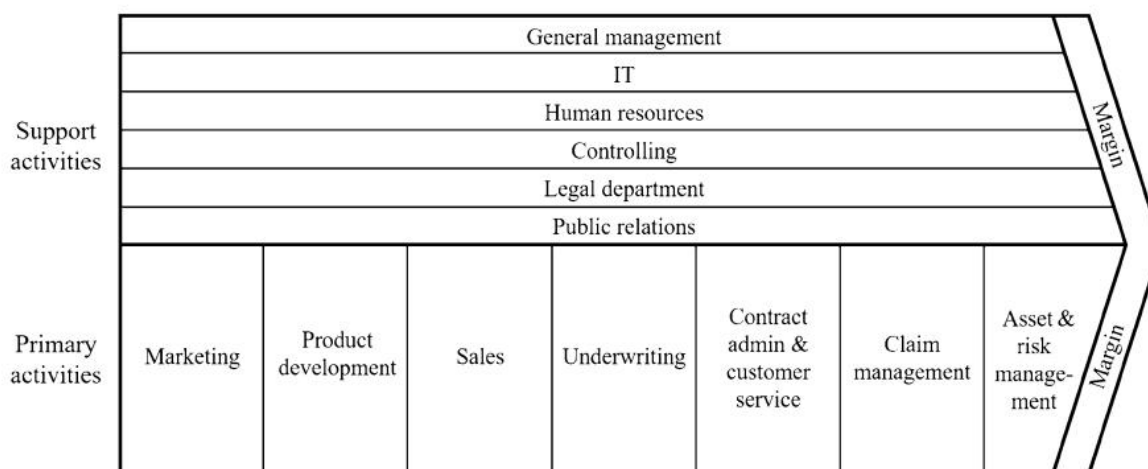 General management
IT
Human resources
Support
activities
Controlling
Legal department
Public relations
Margin
Primary
activities
Marketing
Product
development
Sales
Underwriting
Contract
admin &
customer
service
Claim
management
Asset &
risk
manage-
ment
Margin